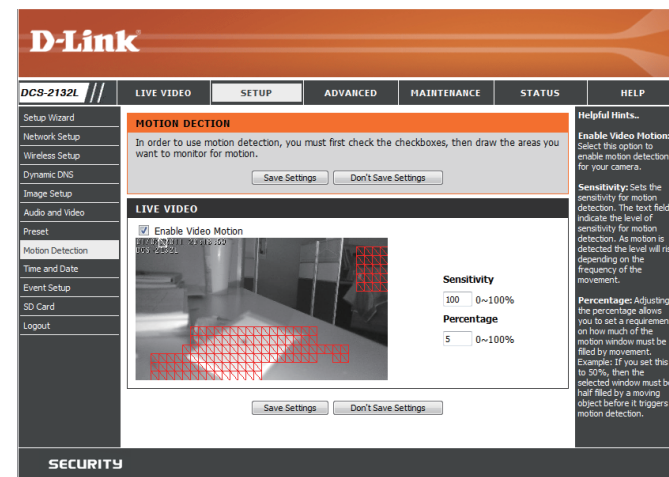 D-Link
DCS-2132L
LIVE VIDEO
SETUP
ADVANCED
MAINTENANCE
STATUS
HELP
Setup Wizard
Network Setup
Wireless Setup
Dynamic DNS
Image Setup
Audio and Video
Preset
Motion Detection
Time and Date
Event Setup
SD Card
Logout
MOTION DECTION
In order to use motion detection, you must first check the checkboxes, then draw the areas you
want to monitor for motion.
Save Settings
Don't Save Settings
LIVE VIDEO
Enable Video Motion
DCS-2132L
Sensitivity
100 0~100%
Percentage
5 0~100%
Save Settings
Don't Save Settings
Helpful Hints..
Enable Video Motion:
Select this option to
enable motion detection
for your camera.
Sensitivity: Sets the
sensitivity for motion
detection. The text field
indicate the level of
sensitivity for motion
detection. As motion is
detected the level will
depending on the
frequency of the
movement.
Percentage: Adjusting
the percentage allows
you to set a
on how much of the
motion window must be
filled by movement.
Example: If you set this
to 50%, then the
selected window must be
half filled by a moving
object before it triggers
motion detection.
SECURITY